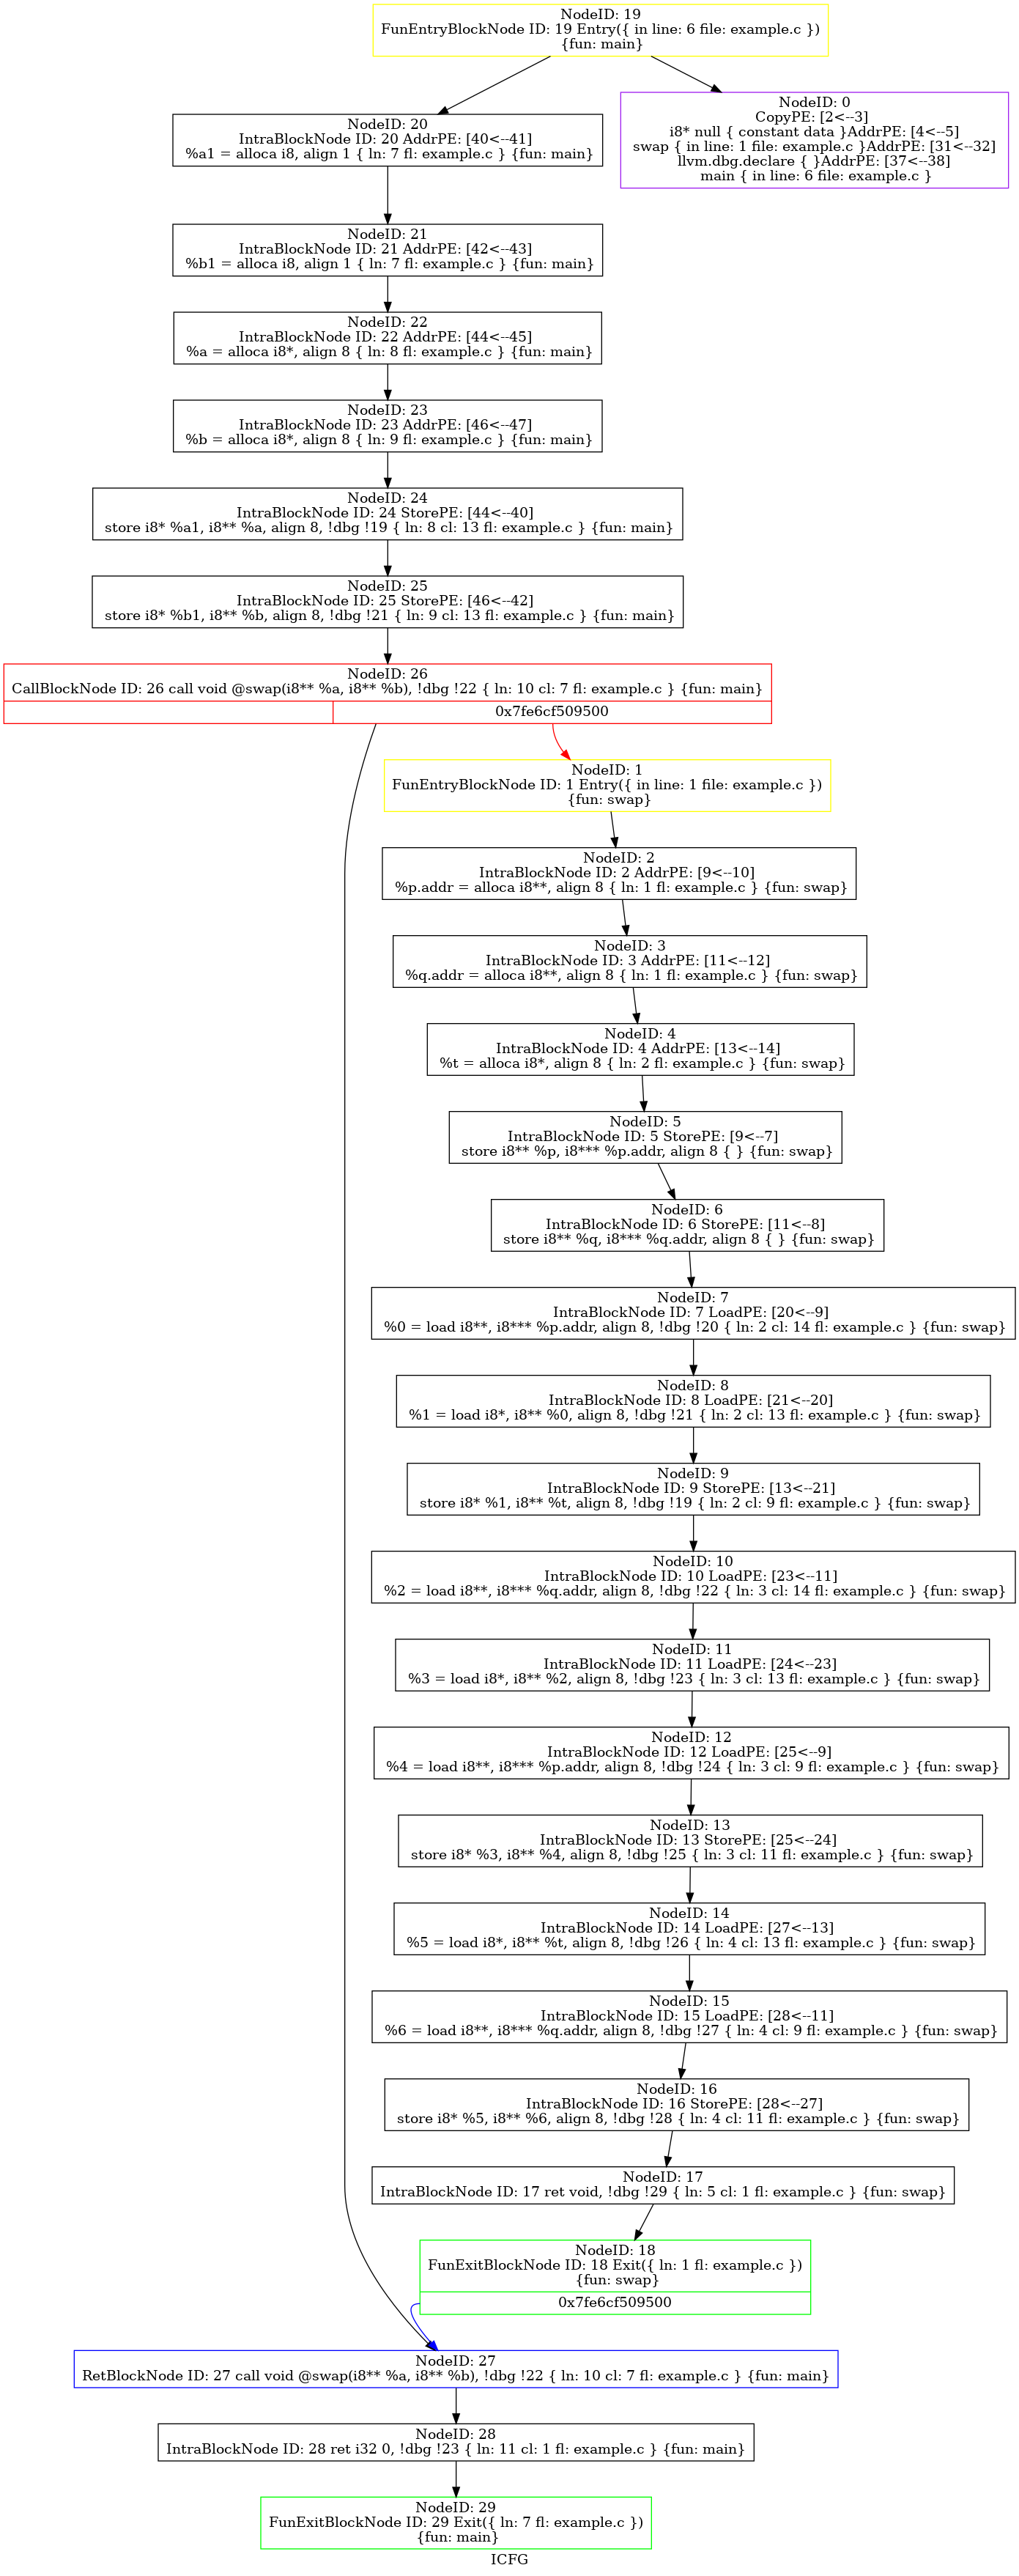 NodeID: 19
FunEntryBlockNode ID: 19 Entry({ in line: 6 file: example.c })
{fun: main}
NodeID: 20
IntraBlockNode ID: 20 AddrPE: [40<--41]
%a1 = alloca i8, align 1 { ln: 7 fl: example.c } {fun: main}
NodeID: 0
CopyPE: [2<--3]
i8* null { constant data }AddrPE: [4<--5]
swap { in line: 1 file: example.c }AddrPE: [31<--32]
llvm.dbg.declare { }AddrPE: [37<--38]
main { in line: 6 file: example.c }
NodeID: 21
IntraBlockNode ID: 21 AddrPE: [42<--43]
%b1 = alloca i8, align 1 { ln: 7 fl: example.c } {fun: main}
NodeID: 22
IntraBlockNode ID: 22 AddrPE: [44<--45]
%a = alloca i8*, align 8 { ln: 8 fl: example.c } {fun: main}
NodeID: 23
IntraBlockNode ID: 23 AddrPE: [46<--47]
%b = alloca i8*, align 8 { ln: 9 fl: example.c } {fun: main}
NodeID: 24
IntraBlockNode ID: 24 StorePE: [44<--40]
store i8* %a1, i8** %a, align 8, !dbg !19 { ln: 8 cl: 13 fl: example.c } {fun: main}
NodeID: 25
IntraBlockNode ID: 25 StorePE: [46<--42]
store i8* %b1, i8** %b, align 8, !dbg !21 { ln: 9 cl: 13 fl: example.c } {fun: main}
NodeID: 26
CallBlockNode ID: 26 call void @swap(i8** %a, i8** %b), !dbg !22 { ln: 10 cl: 7 fl: example.c } {fun: main}
0x7fe6cf509500
NodeID: 1
FunEntryBlockNode ID: 1 Entry({ in line: 1 file: example.c })
{fun: swap}
NodeID: 2
IntraBlockNode ID: 2 AddrPE: [9<--10]
%p.addr = alloca i8**, align 8 { ln: 1 fl: example.c } {fun: swap}
NodeID: 3
IntraBlockNode ID: 3 AddrPE: [11<--12]
%q.addr = alloca i8**, align 8 { ln: 1 fl: example.c } {fun: swap}
NodeID: 4
IntraBlockNode ID: 4 AddrPE: [13<--14]
%t = alloca i8*, align 8 { ln: 2 fl: example.c } {fun: swap}
NodeID: 5
IntraBlockNode ID: 5 StorePE: [9<--7]
store i8** %p, i8*** %p.addr, align 8 { } {fun: swap}
NodeID: 6
IntraBlockNode ID: 6 StorePE: [11<--8]
store i8** %q, i8*** %q.addr, align 8 { } {fun: swap}
NodeID: 7
IntraBlockNode ID: 7 LoadPE: [20<--9]
%0 = load i8**, i8*** %p.addr, align 8, !dbg !20 { ln: 2 cl: 14 fl: example.c } {fun: swap}
NodeID: 8
IntraBlockNode ID: 8 LoadPE: [21<--20]
%1 = load i8*, i8** %0, align 8, !dbg !21 { ln: 2 cl: 13 fl: example.c } {fun: swap}
NodeID: 9
IntraBlockNode ID: 9 StorePE: [13<--21]
store i8* %1, i8** %t, align 8, !dbg !19 { ln: 2 cl: 9 fl: example.c } {fun: swap}
NodeID: 10
IntraBlockNode ID: 10 LoadPE: [23<--11]
%2 = load i8**, i8*** %q.addr, align 8, !dbg !22 { ln: 3 cl: 14 fl: example.c } {fun: swap}
NodeID: 11
IntraBlockNode ID: 11 LoadPE: [24<--23]
%3 = load i8*, i8** %2, align 8, !dbg !23 { ln: 3 cl: 13 fl: example.c } {fun: swap}
NodeID: 12
IntraBlockNode ID: 12 LoadPE: [25<--9]
%4 = load i8**, i8*** %p.addr, align 8, !dbg !24 { ln: 3 cl: 9 fl: example.c } {fun: swap}
NodeID: 13
IntraBlockNode ID: 13 StorePE: [25<--24]
store i8* %3, i8** %4, align 8, !dbg !25 { ln: 3 cl: 11 fl: example.c } {fun: swap}
NodeID: 14
IntraBlockNode ID: 14 LoadPE: [27<--13]
%5 = load i8*, i8** %t, align 8, !dbg !26 { ln: 4 cl: 13 fl: example.c } {fun: swap}
NodeID: 15
IntraBlockNode ID: 15 LoadPE: [28<--11]
%6 = load i8**, i8*** %q.addr, align 8, !dbg !27 { ln: 4 cl: 9 fl: example.c } {fun: swap}
NodeID: 16
IntraBlockNode ID: 16 StorePE: [28<--27]
store i8* %5, i8** %6, align 8, !dbg !28 { ln: 4 cl: 11 fl: example.c } {fun: swap}
NodeID: 17
IntraBlockNode ID: 17 ret void, !dbg !29 { ln: 5 cl: 1 fl: example.c } {fun: swap}
NodeID: 18
FunExitBlockNode ID: 18 Exit({ ln: 1 fl: example.c })
{fun: swap}
0x7fe6cf509500
NodeID: 27
RetBlockNode ID: 27 call void @swap(i8** %a, i8** %b), !dbg !22 { ln: 10 cl: 7 fl: example.c } {fun: main}
NodeID: 28
IntraBlockNode ID: 28 ret i32 0, !dbg !23 { ln: 11 cl: 1 fl: example.c } {fun: main}
NodeID: 29
FunExitBlockNode ID: 29 Exit({ ln: 7 fl: example.c })
{fun: main}
ICFG